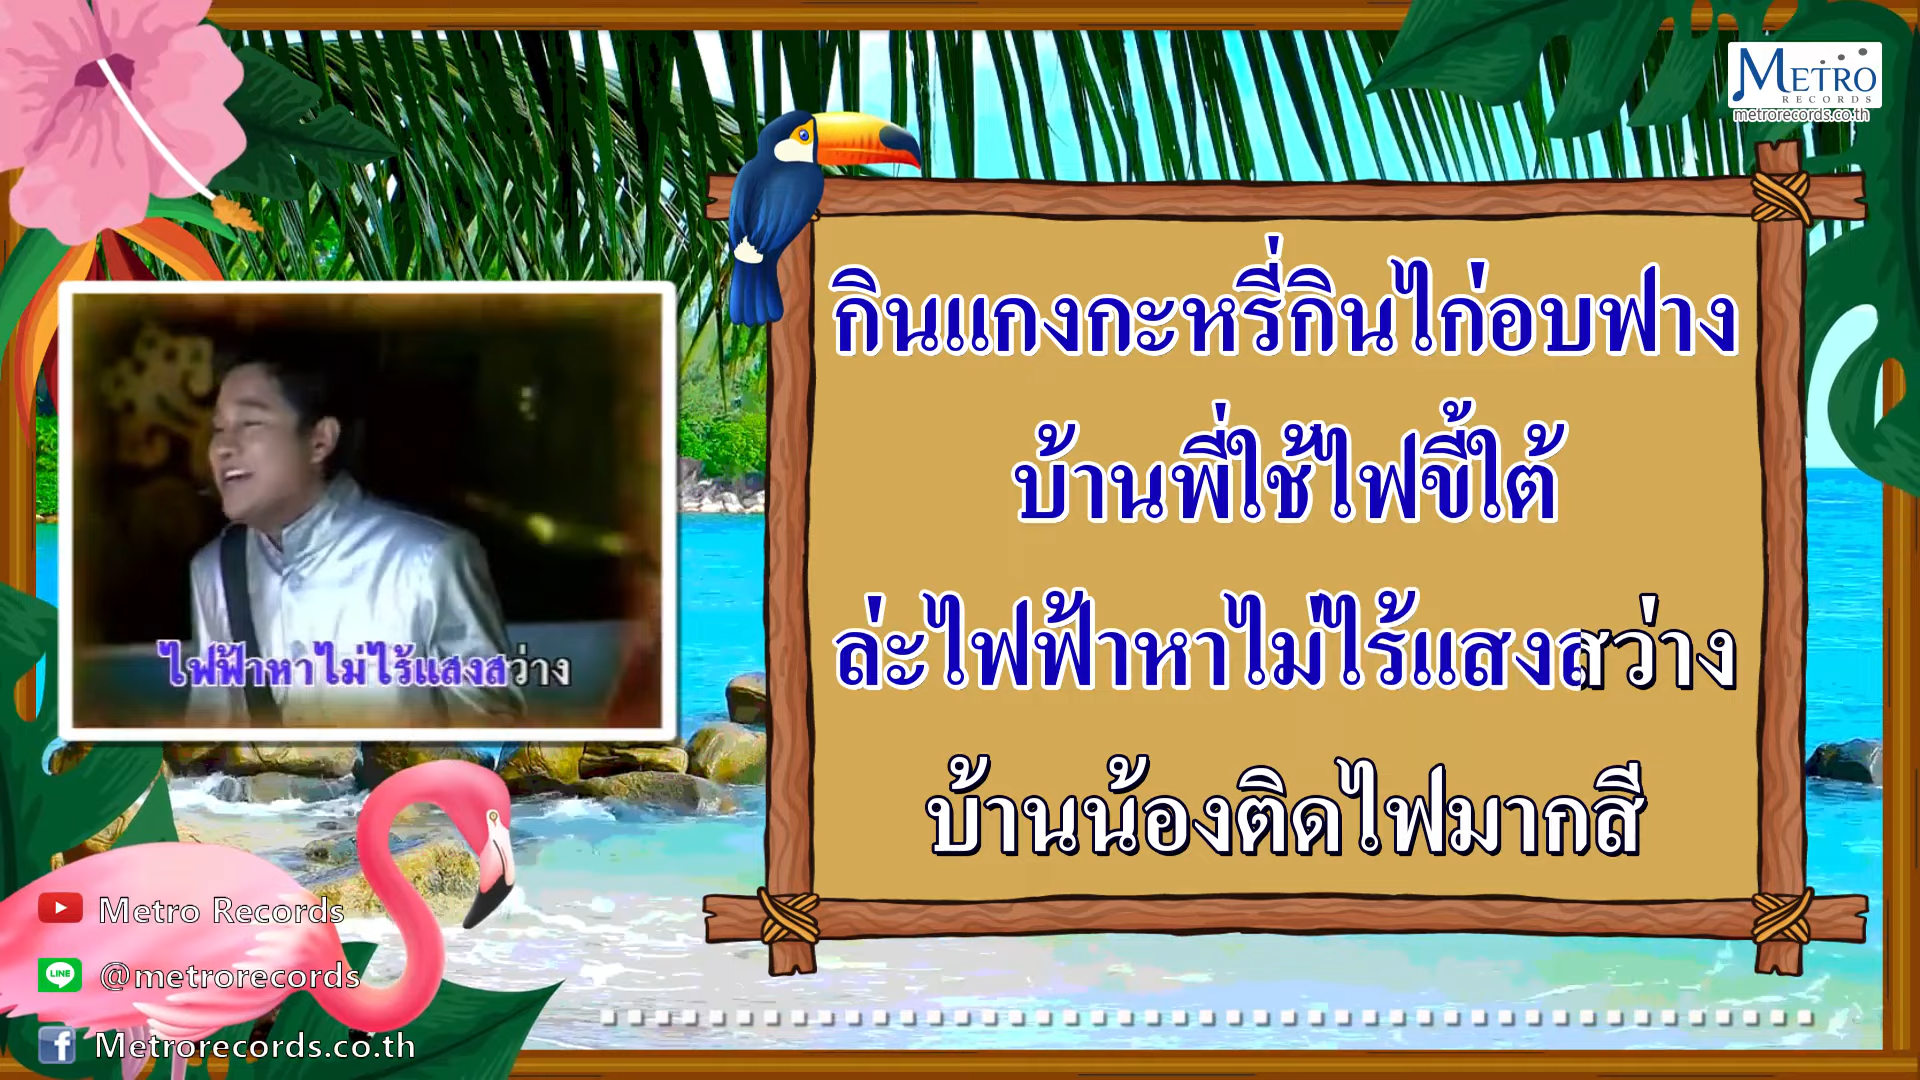 METRO
RECORDS
metrorecords.co.th
กินแกงกะหรี่กินไก่อบฟาง
บ้านพี่ใช้ไฟขี้ใต้
ล่ะไฟฟ้าหาไม่ไร้แสงสว่าง
บ้านน้องติดไฟมากสี
ไฟฟ้าหาไม่ไร้แสงสว่าง
Metro Records
LINE
@metrorecords
f Metrorecords.co.th